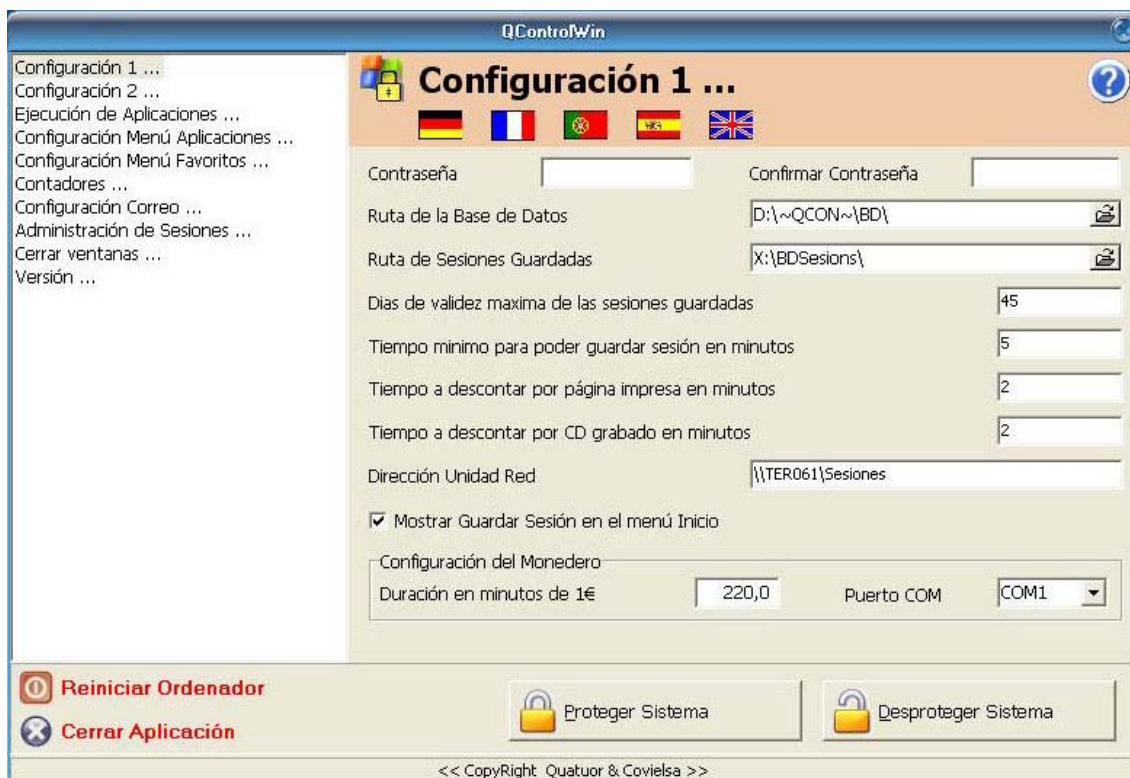 QControlWin
Configuración 1 ...
Configuración 2 ...
Ejecución de Aplicaciones ...
Configuración Menú Aplicaciones ...
Configuración Menú Favoritos ...
Contadores ...
Configuración Correo ...
Administración de Sesiones ...
Cerrar ventanas ...
Versión ...
Configuración 1 ...
Contraseña Confirmar Contraseña
Ruta de la Base de Datos D:\~QCON~\BD\
Ruta de Sesiones Guardadas X:\BDSesions\
Dias de validez maxima de las sesiones guardadas 45
Tiempo minimo para poder guardar sesión en minutos 5
Tiempo a descontar por página impresa en minutos 2
Tiempo a descontar por CD grabado en minutos 2
Dirección Unidad Red \\TER061\Sesiones
Mostrar Guardar Sesión en el menú Inicio
Configuración del Monedero
Duración en minutos de 1€ 220,0 Puerto COM COM1
Reiniciar Ordenador
Cerrar Aplicación
Proteger Sistema
Desproteger Sistema
<< CopyRight Quatuor & Covielsa >>